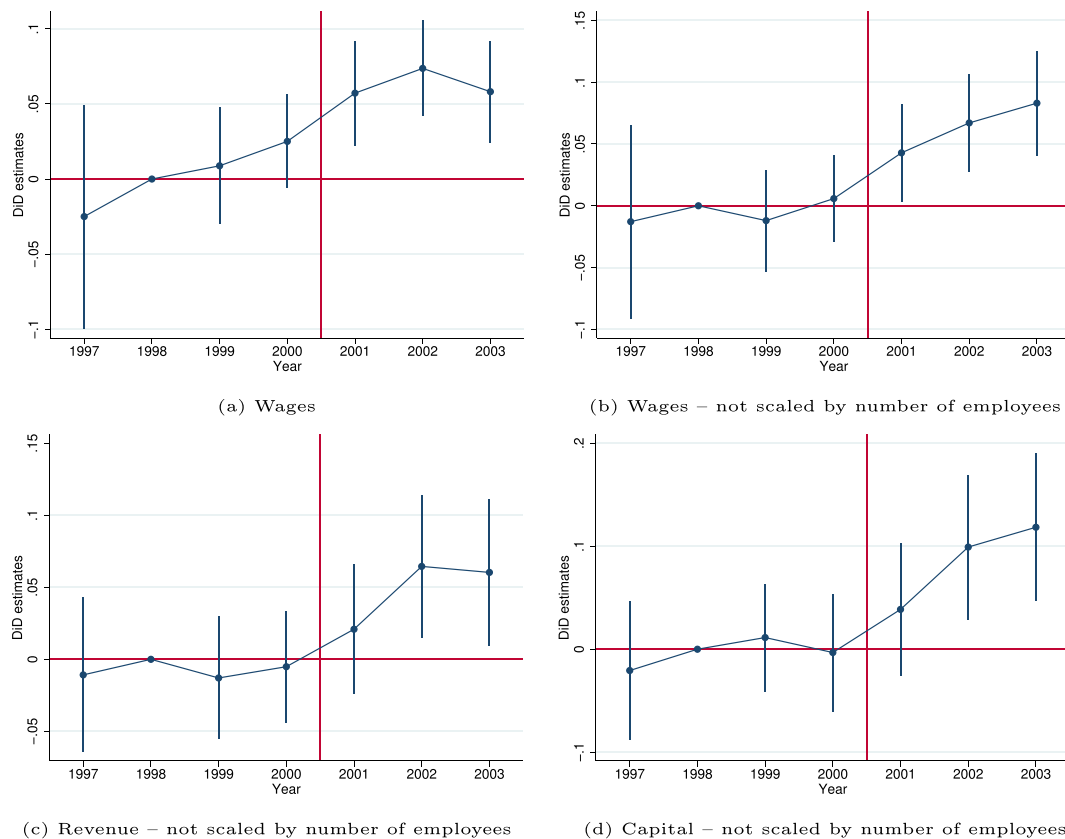 .1
.05
0
−.05
−.1
DiD estimates
1997 1998 1999 2000 2001 2002 2003
Year
(a) Wages
.15
.1
.05
0
−.05
−.1
DiD estimates
1997 1998 1999 2000 2001 2002 2003
Year
(b) Wages – not scaled by number of employees
.15
.1
.05
0
−.05
DiD estimates
1997 1998 1999 2000 2001 2002 2003
Year
(c) Revenue – not scaled by number of employees
.2
.1
0
−.1
DiD estimates
1997 1998 1999 2000 2001 2002 2003
Year
(d) Capital – not scaled by number of employees